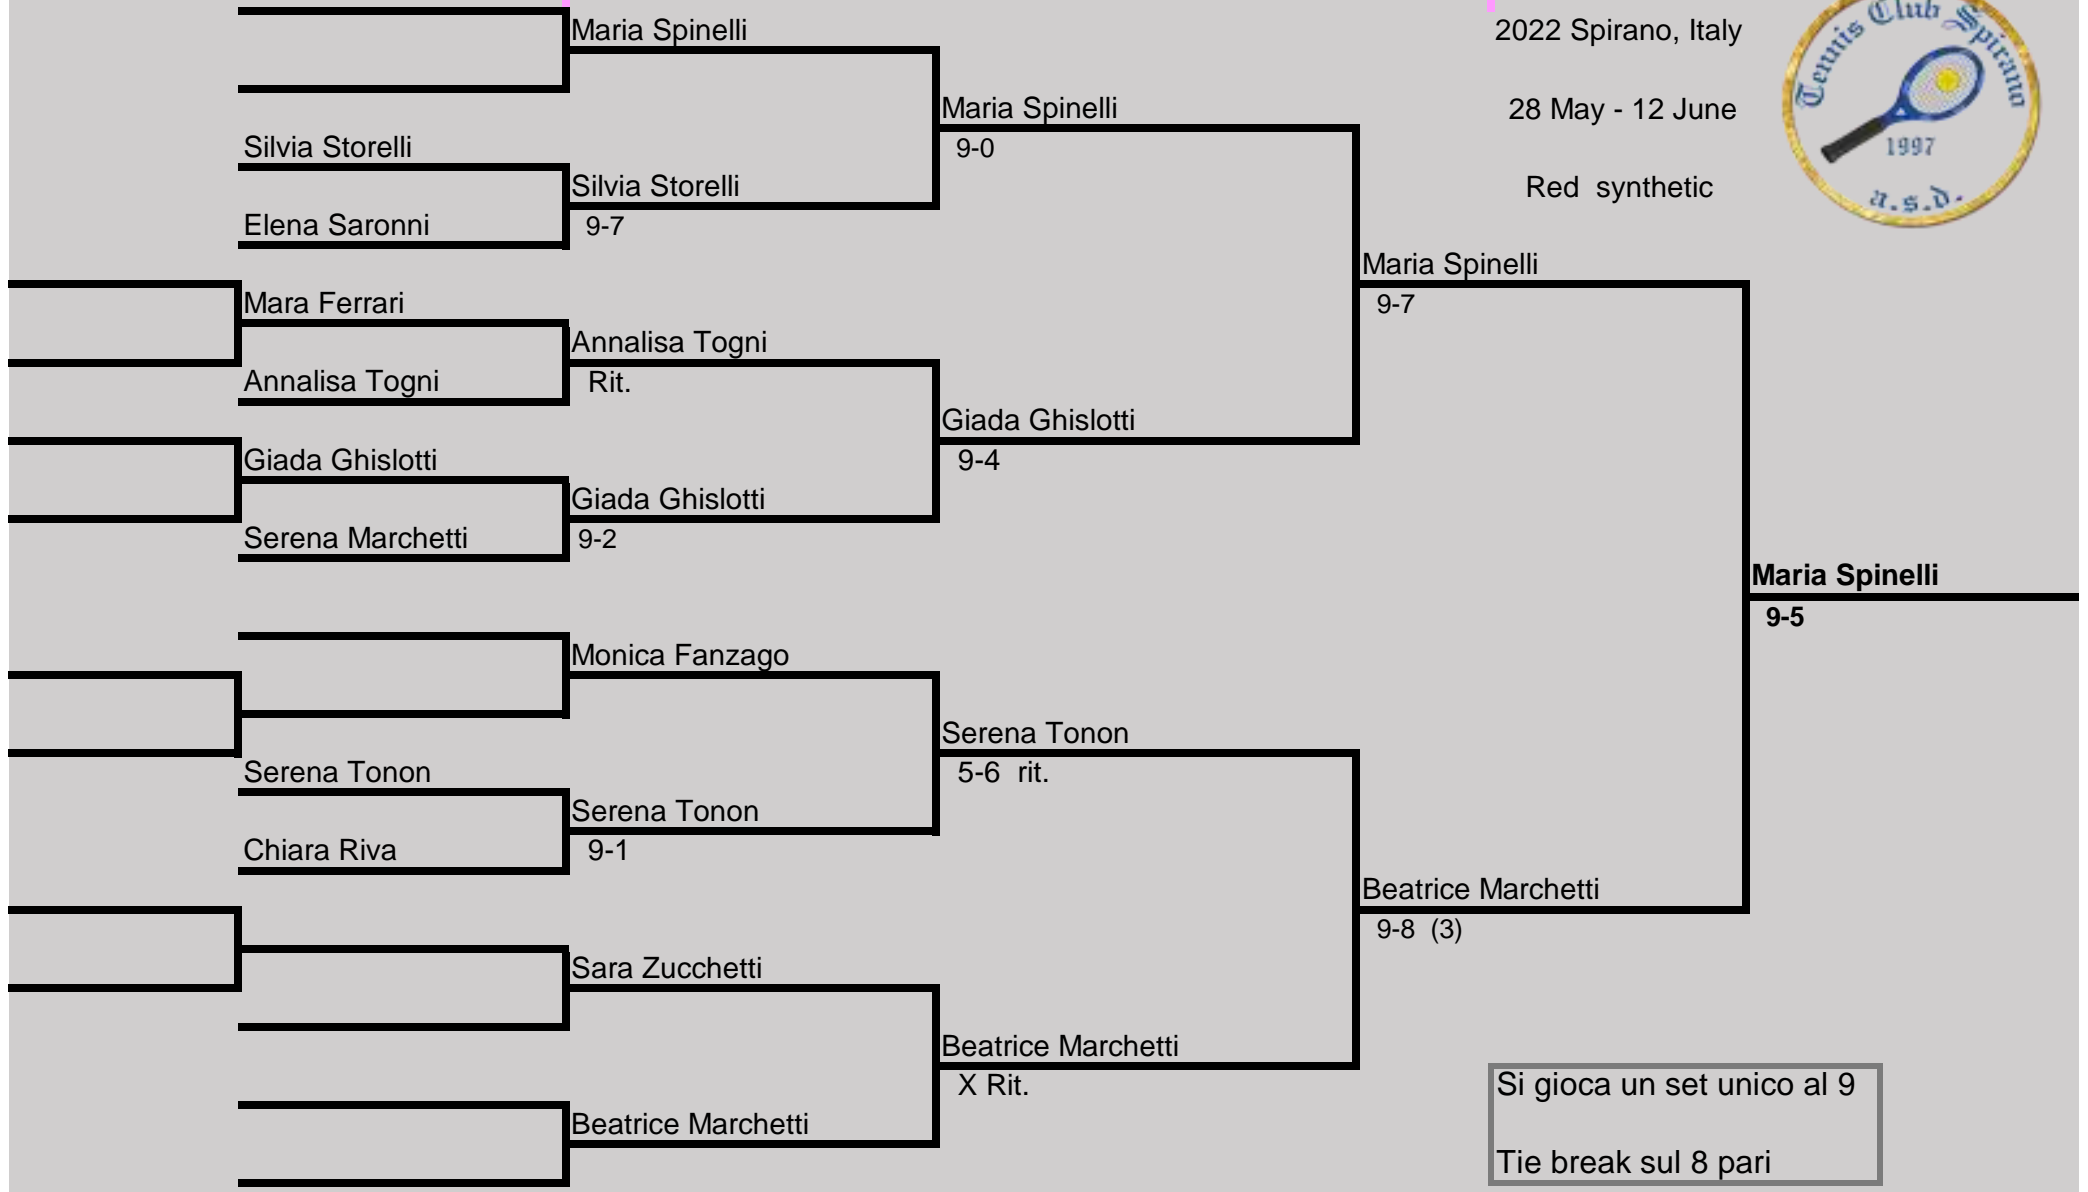 Maria Spinelli
2022 Spirano, Italy
Tennis Club Spirano
1997
a.s.d.
Maria Spinelli
28 May - 12 June
9-0
Silvia Storelli
Silvia Storelli
Red synthetic
Elena Saronni
9-7
Maria Spinelli
9-7
Mara Ferrari
Annalisa Togni
Annalisa Togni
Rit.
Giada Ghislotti
9-4
Giada Ghislotti
Giada Ghislotti
Serena Marchetti
9-2
Maria Spinelli
9-5
Monica Fanzago
Serena Tonon
5-6 rit.
Serena Tonon
Serena Tonon
Chiara Riva
9-1
Beatrice Marchetti
9-8 (3)
Sara Zucchetti
Beatrice Marchetti
X Rit.
Beatrice Marchetti
Si gioca un set unico al 9
Tie break sul 8 pari